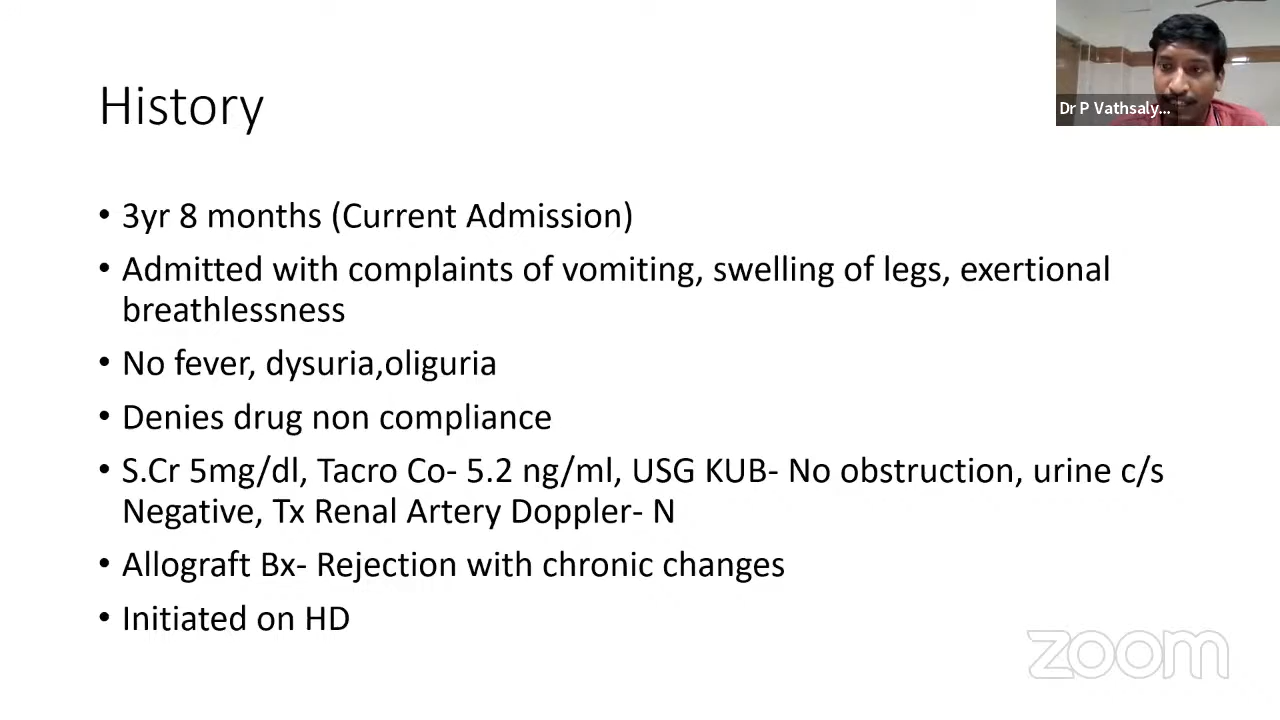 Dr P Vathsaly...
History
• 3yr 8 months (Current Admission)
• Admitted with complaints of vomiting, swelling of legs, exertional
breathlessness
• No fever, dysuria,oliguria
• Denies drug non compliance
• S.Cr 5mg/dl, Tacro Co- 5.2 ng/ml, USG KUB- No obstruction, urine c/s
Negative, Tx Renal Artery Doppler- N
• Allograft Bx- Rejection with chronic changes
• Initiated on HD
zoom